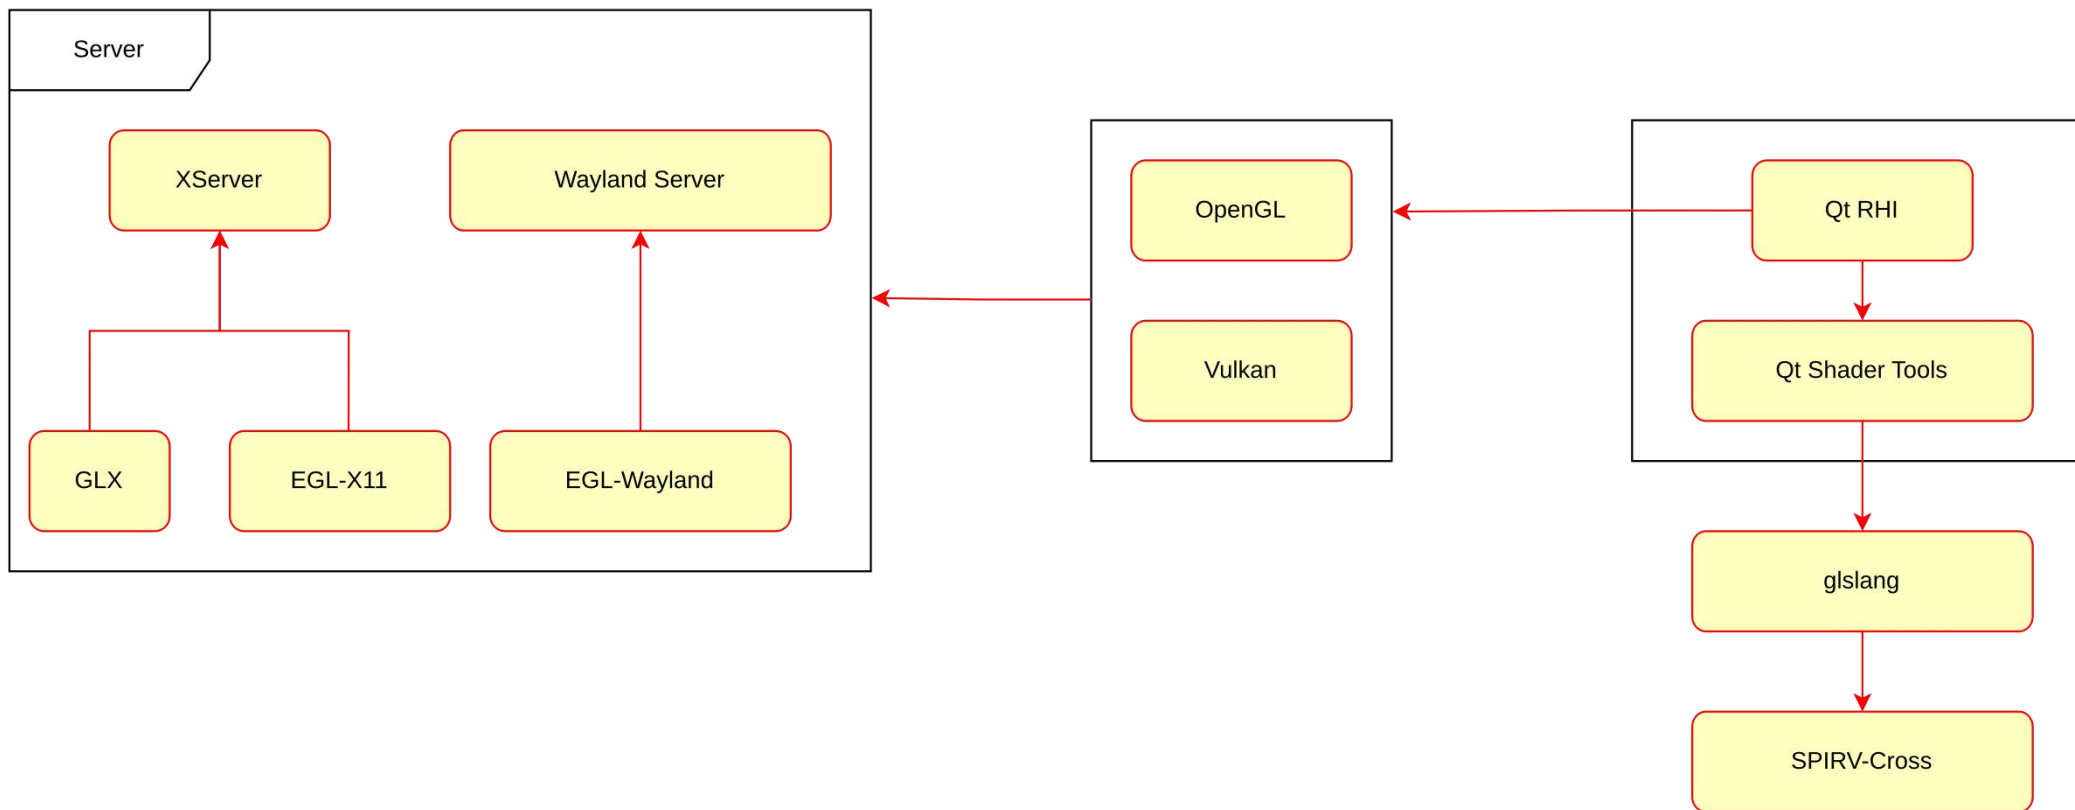 Server
XServer
Wayland Server
GLX
EGL-X11
EGL-Wayland
OpenGL
Vulkan
Qt RHI
Qt Shader Tools
glslang
SPIRV-Cross